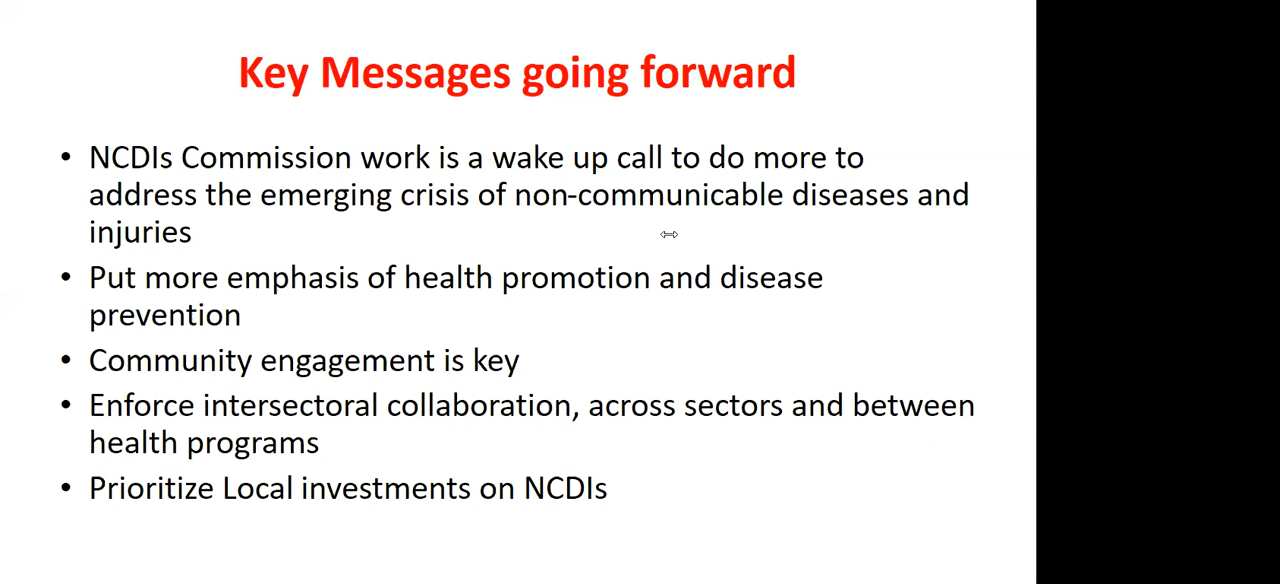 Key Messages going forward
• NCDIs Commission work is a wake up call to do more to
address the emerging crisis of non-communicable diseases and
injuries
• Put more emphasis of health promotion and disease
prevention
• Community engagement is key
• Enforce intersectoral collaboration, across sectors and between
health programs
• Prioritize Local investments on NCDIs